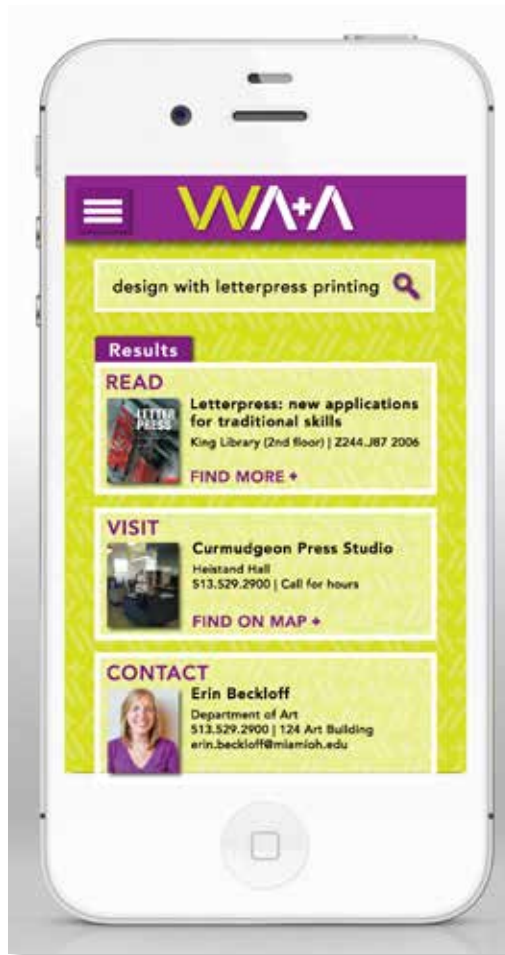 WA+A
design with letterpress printing
Results
READ
LETTER
PRESS
Letterpress: new applications
for traditional skills
King Library (2nd floor) | Z244.J87 2006
FIND MORE +
VISIT
Curmudgeon Press Studio
Heistand Hall
513.529.2900 | Call for hours
FIND ON MAP +
CONTACT
Erin Beckloff
Department of Art
513.529.2900 | 124 Art Building
erin.beckloff@miamioh.edu